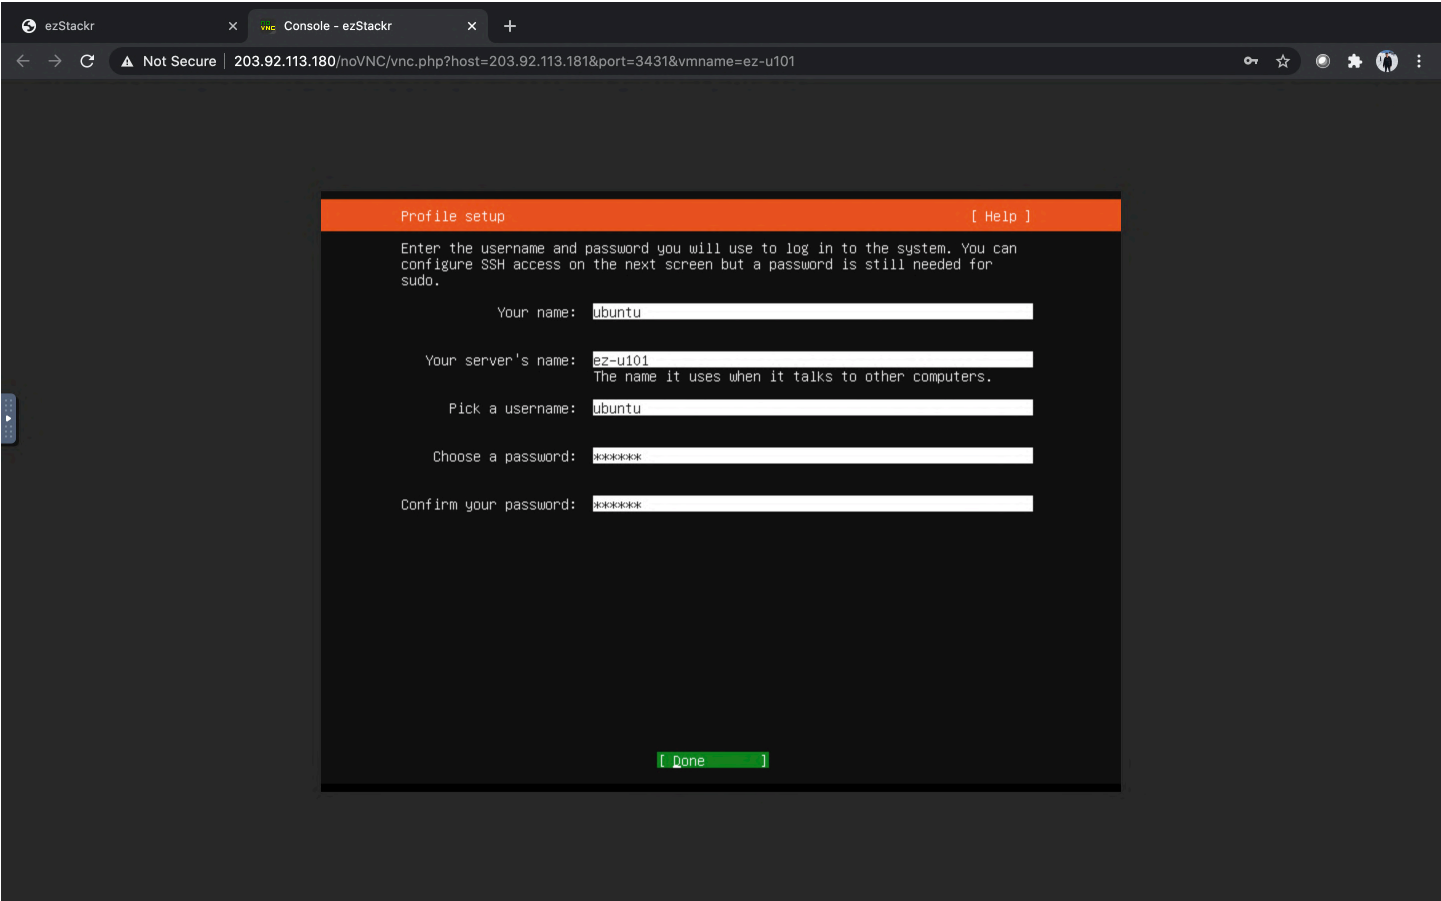 ezStackr
VNC Console - ezStackr
Not Secure 203.92.113.180/noVNC/vnc.php?host=203.92.113.181&port=3431&vmname=ez-u101
Profile setup [ Help ]
Enter the username and password you will use to log in to the system. You can
configure SSH access on the next screen but a password is still needed for
sudo.
Your name: ubuntu
Your server's name: ez-u101
The name it uses when it talks to other computers.
Pick a username: ubuntu
Choose a password: ******
Confirm your password: ******
[ Done ]